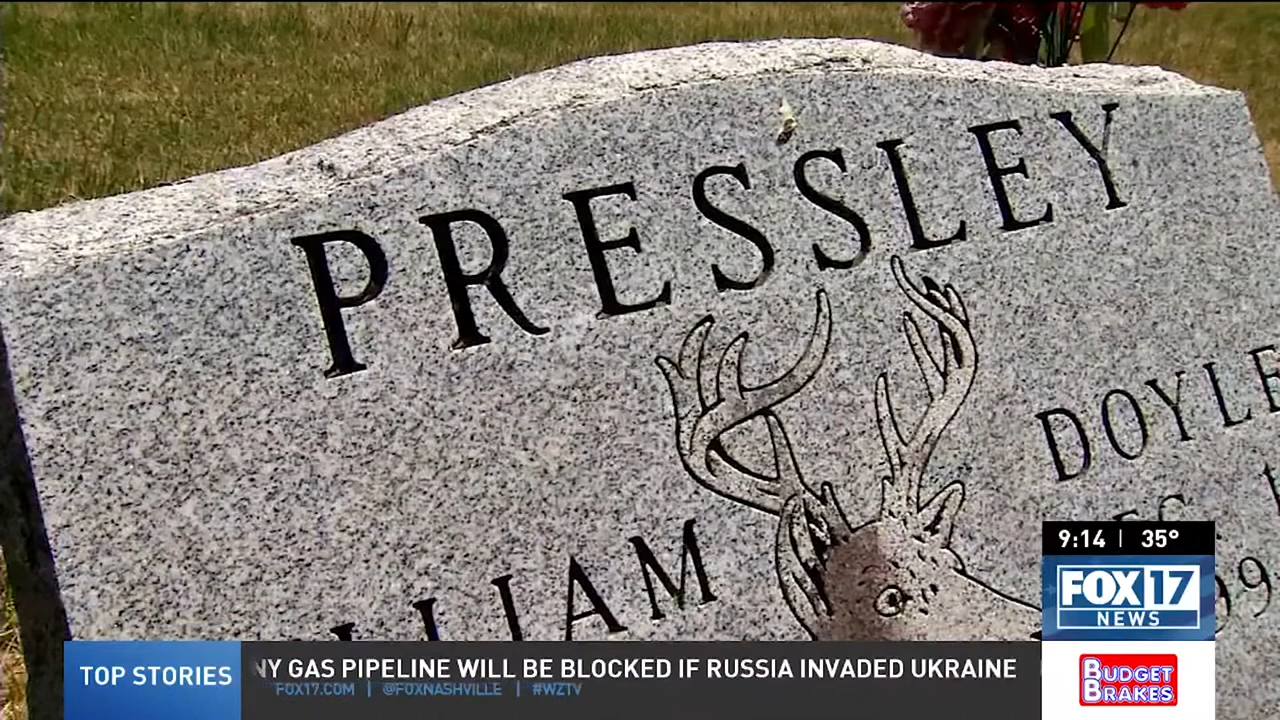 PRESSLEY
DOYLE
9:14 | 35°
FOX 17
NEWS
TOP STORIES
NY GAS PIPELINE WILL BE BLOCKED IF RUSSIA INVADED UKRAINE
FOX17.COM | @FOXNASHVILLE | #WZTV
BUDGET
BRAKES